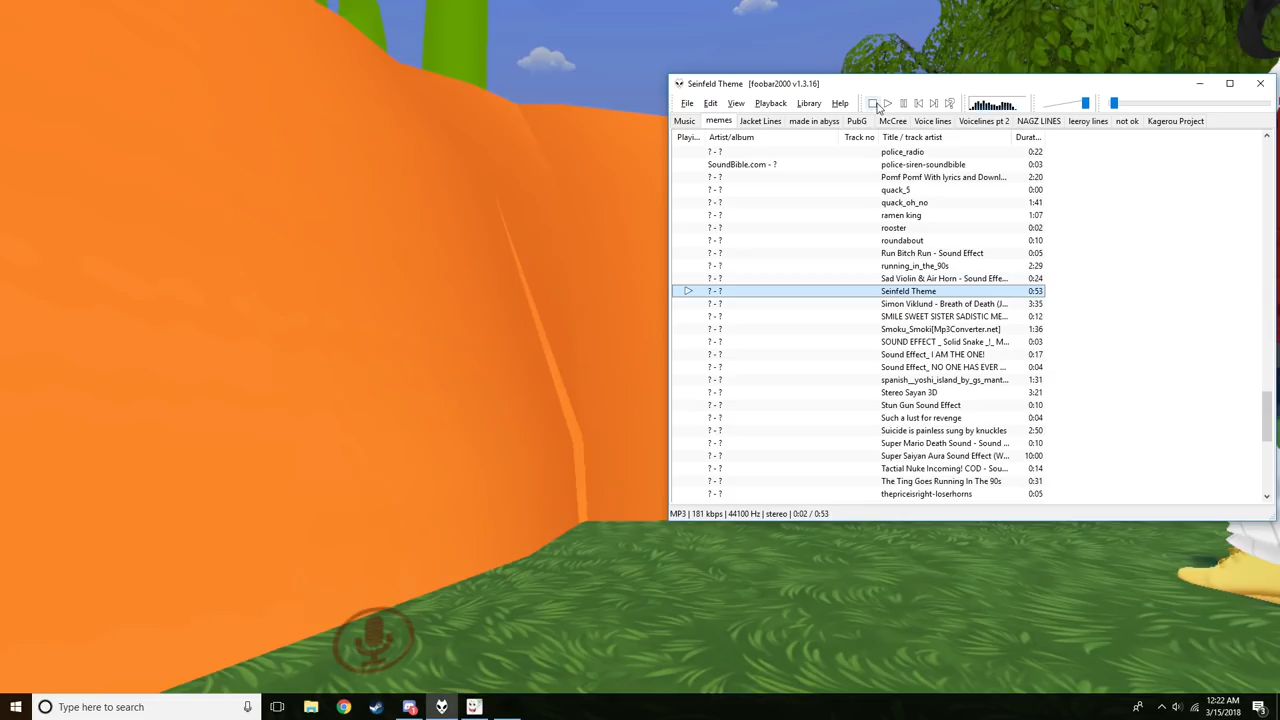 Seinfeld Theme [foobar2000 v1.3.16]
File Edit View Playback Library Help
Music memes Jacket Lines made in abyss PubG McCree Voice lines Voicelines pt 2 NAGZ LINES leeroy lines not ok Kagerou Project
Playi... Artist/album Track no Title / track artist Durat...
? - ? police_radio 0:22
SoundBible.com - ? police-siren-soundbible 0:03
? - ? Pomf Pomf With lyrics and Downl... 2:20
? - ? quack_5 0:00
? - ? quack_oh_no 1:41
? - ? ramen king 1:07
? - ? rooster 0:02
? - ? roundabout 0:10
? - ? Run Bitch Run - Sound Effect 0:05
? - ? running_in_the_90s 2:29
? - ? Sad Violin & Air Horn - Sound Effe... 0:24
? - ? Seinfeld Theme 0:53
? - ? Simon Viklund - Breath of Death (J... 3:35
? - ? SMILE SWEET SISTER SADISTIC ME... 0:12
? - ? Smoku_Smoki[Mp3Converter.net] 1:36
? - ? SOUND EFFECT _ Solid Snake _!_ M... 0:03
? - ? Sound Effect_ I AM THE ONE! 0:17
? - ? Sound Effect_ NO ONE HAS EVER ... 0:04
? - ? spanish__yoshi_island_by_gs_mant... 1:31
? - ? Stereo Sayan 3D 3:21
? - ? Stun Gun Sound Effect 0:10
? - ? Such a lust for revenge 0:04
? - ? Suicide is painless sung by knuckles 2:50
? - ? Super Mario Death Sound - Sound ... 0:10
? - ? Super Saiyan Aura Sound Effect (W... 10:00
? - ? Tactial Nuke Incoming! COD - Sou... 0:14
? - ? The Ting Goes Running In The 90s 0:31
? - ? thepriceisright-loserhorns 0:05
MP3 | 181 kbps | 44100 Hz | stereo | 0:02 / 0:53
Type here to search
12:22 AM
3/15/2018
3